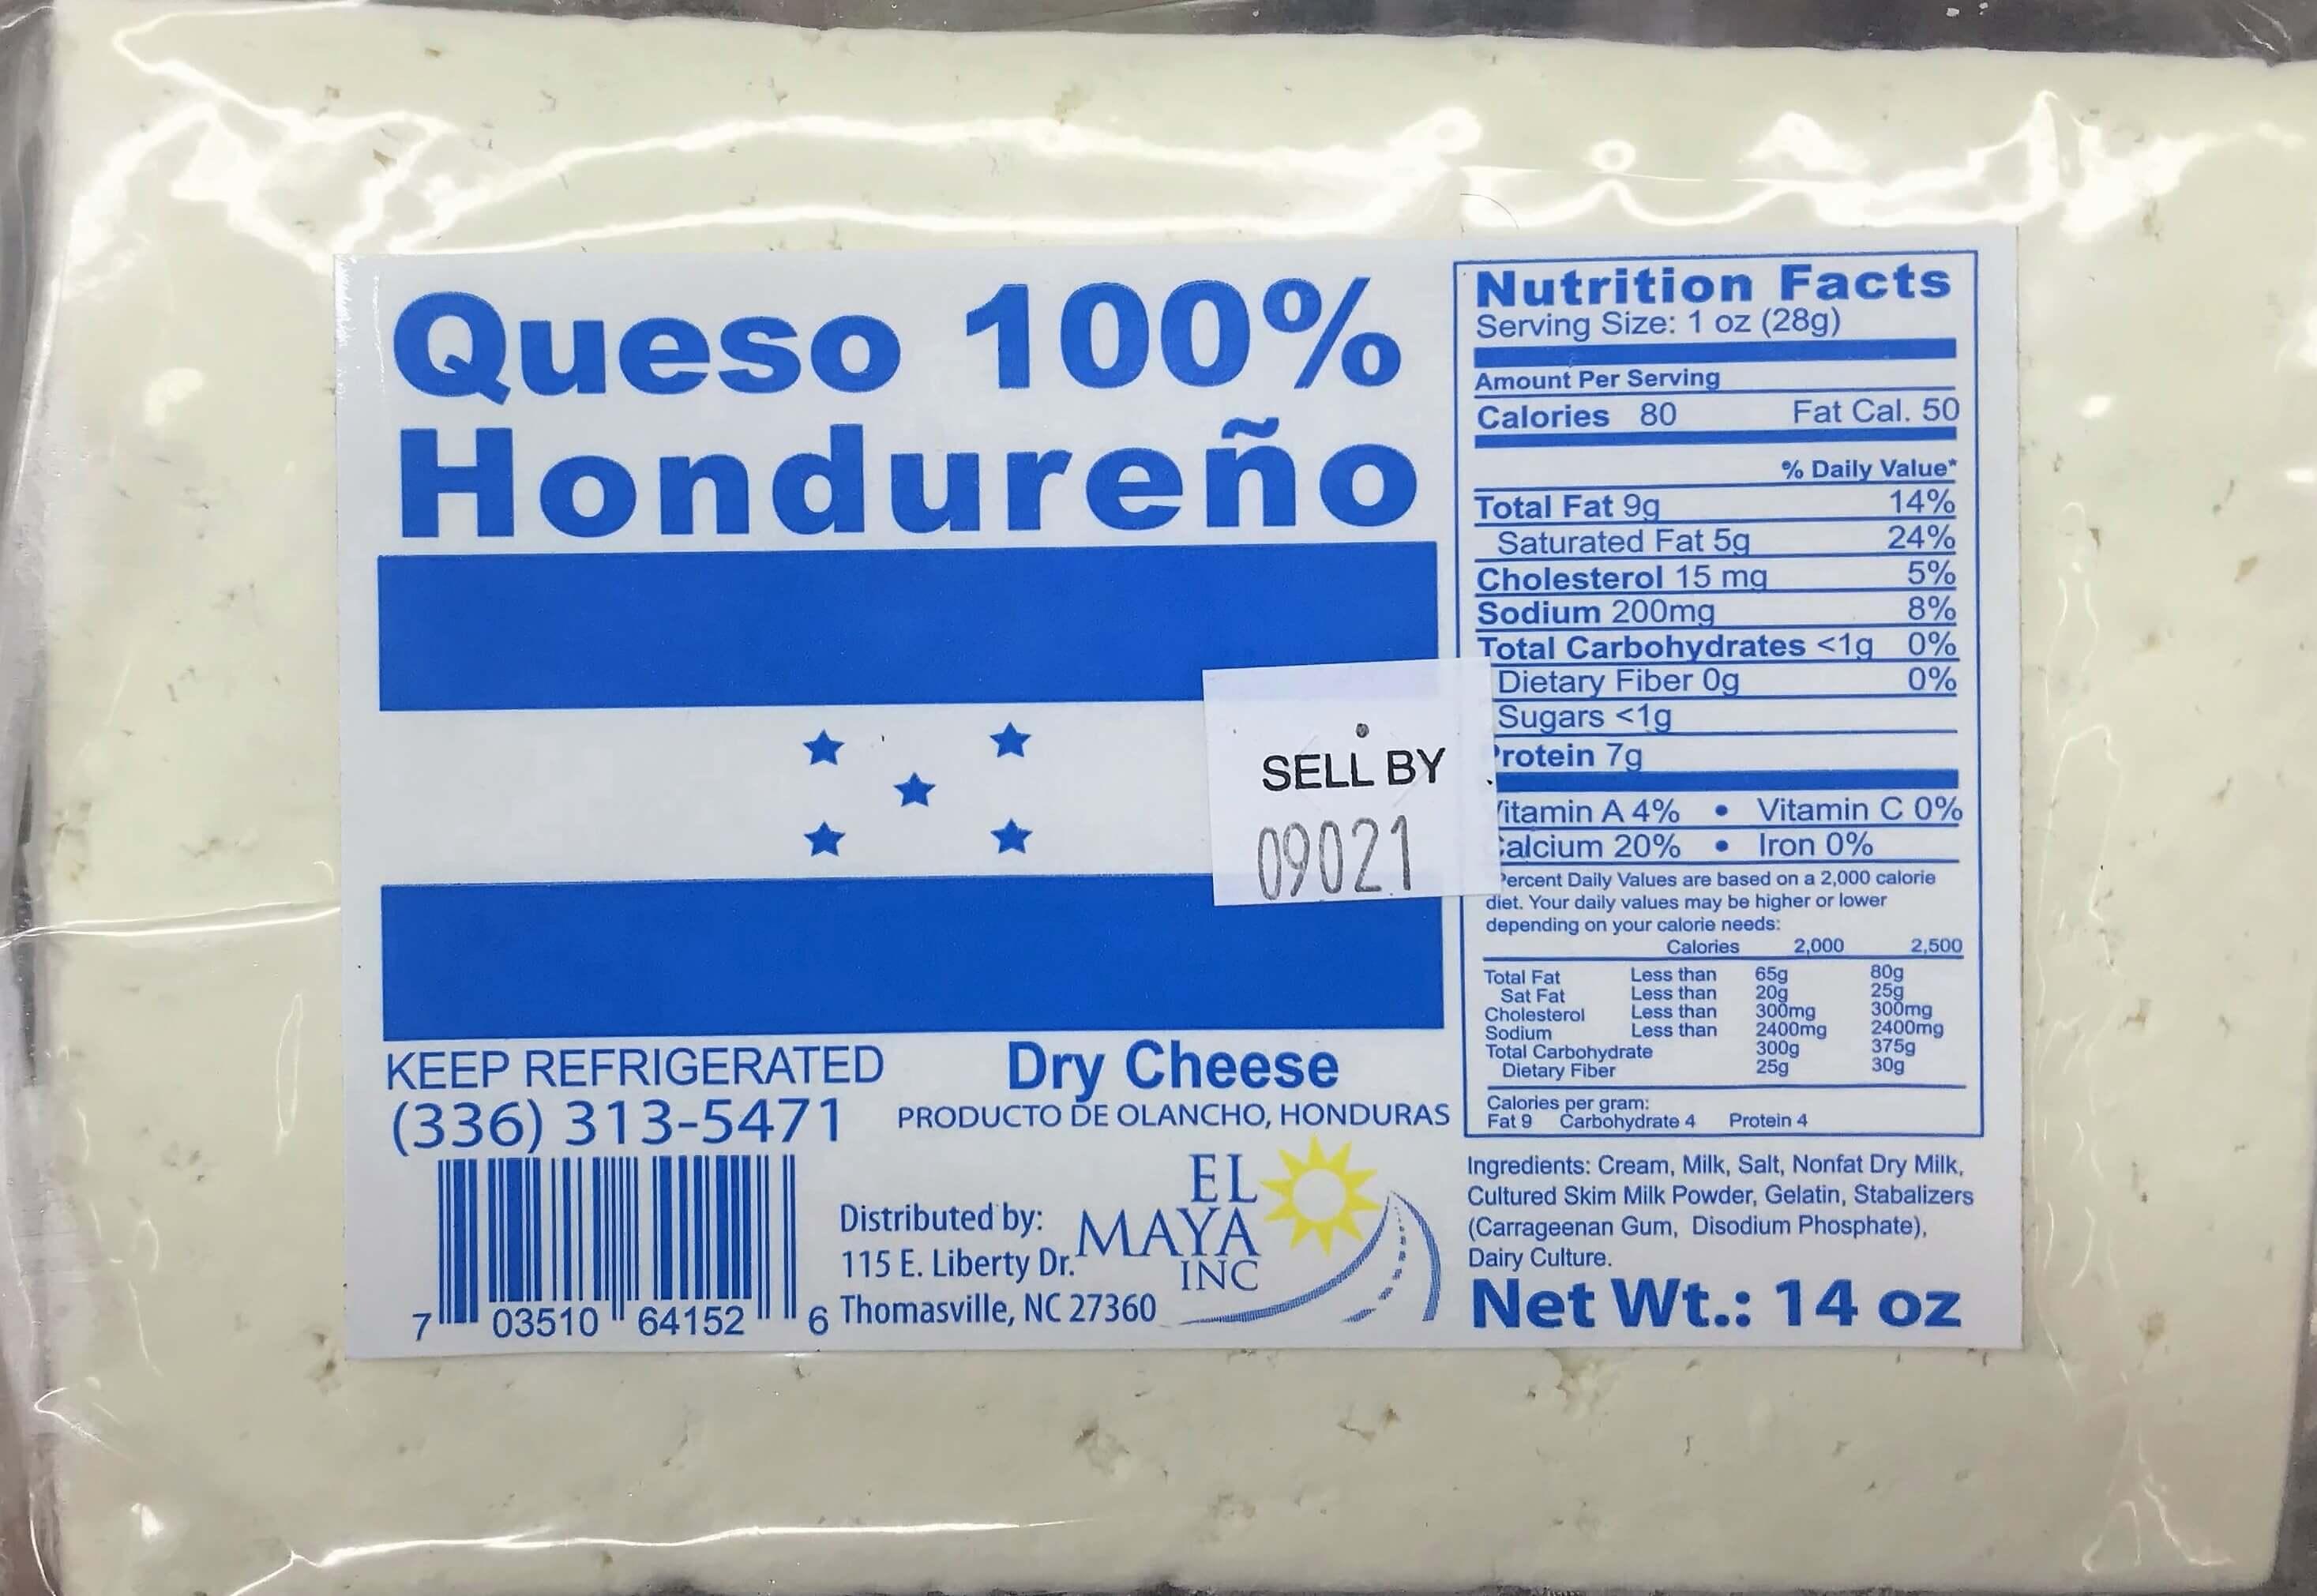 Queso 100%
Hondureño
SELL BY
09021
KEEP REFRIGERATED
(336) 313-5471
Dry Cheese
PRODUCTO DE OLANCHO, HONDURAS
7 03510 64152 6
Distributed by:
115 E. Liberty Dr.
Thomasville, NC 27360
EL
MAYA
INC
Nutrition Facts
Serving Size: 1 oz (28g)
Amount Per Serving
Calories 80 Fat Cal. 50
% Daily Value*
Total Fat 9g 14%
Saturated Fat 5g 24%
Cholesterol 15 mg 5%
Sodium 200mg 8%
Total Carbohydrates <1g 0%
Dietary Fiber 0g 0%
Sugars <1g
rotein 7g
itamin A 4% • Vitamin C 0%
alcium 20% • Iron 0%
Percent Daily Values are based on a 2,000 calorie
diet. Your daily values may be higher or lower
depending on your calorie needs:
Calories 2,000 2,500
Total Fat Less than 65g 80g
Sat Fat Less than 20g 25g
Cholesterol Less than 300mg 300mg
Sodium Less than 2400mg 2400mg
Total Carbohydrate 300g 375g
Dietary Fiber 25g 30g
Calories per gram:
Fat 9 Carbohydrate 4 Protein 4
Ingredients: Cream, Milk, Salt, Nonfat Dry Milk,
Cultured Skim Milk Powder, Gelatin, Stabalizers
(Carrageenan Gum, Disodium Phosphate),
Dairy Culture.
Net Wt.: 14 oz